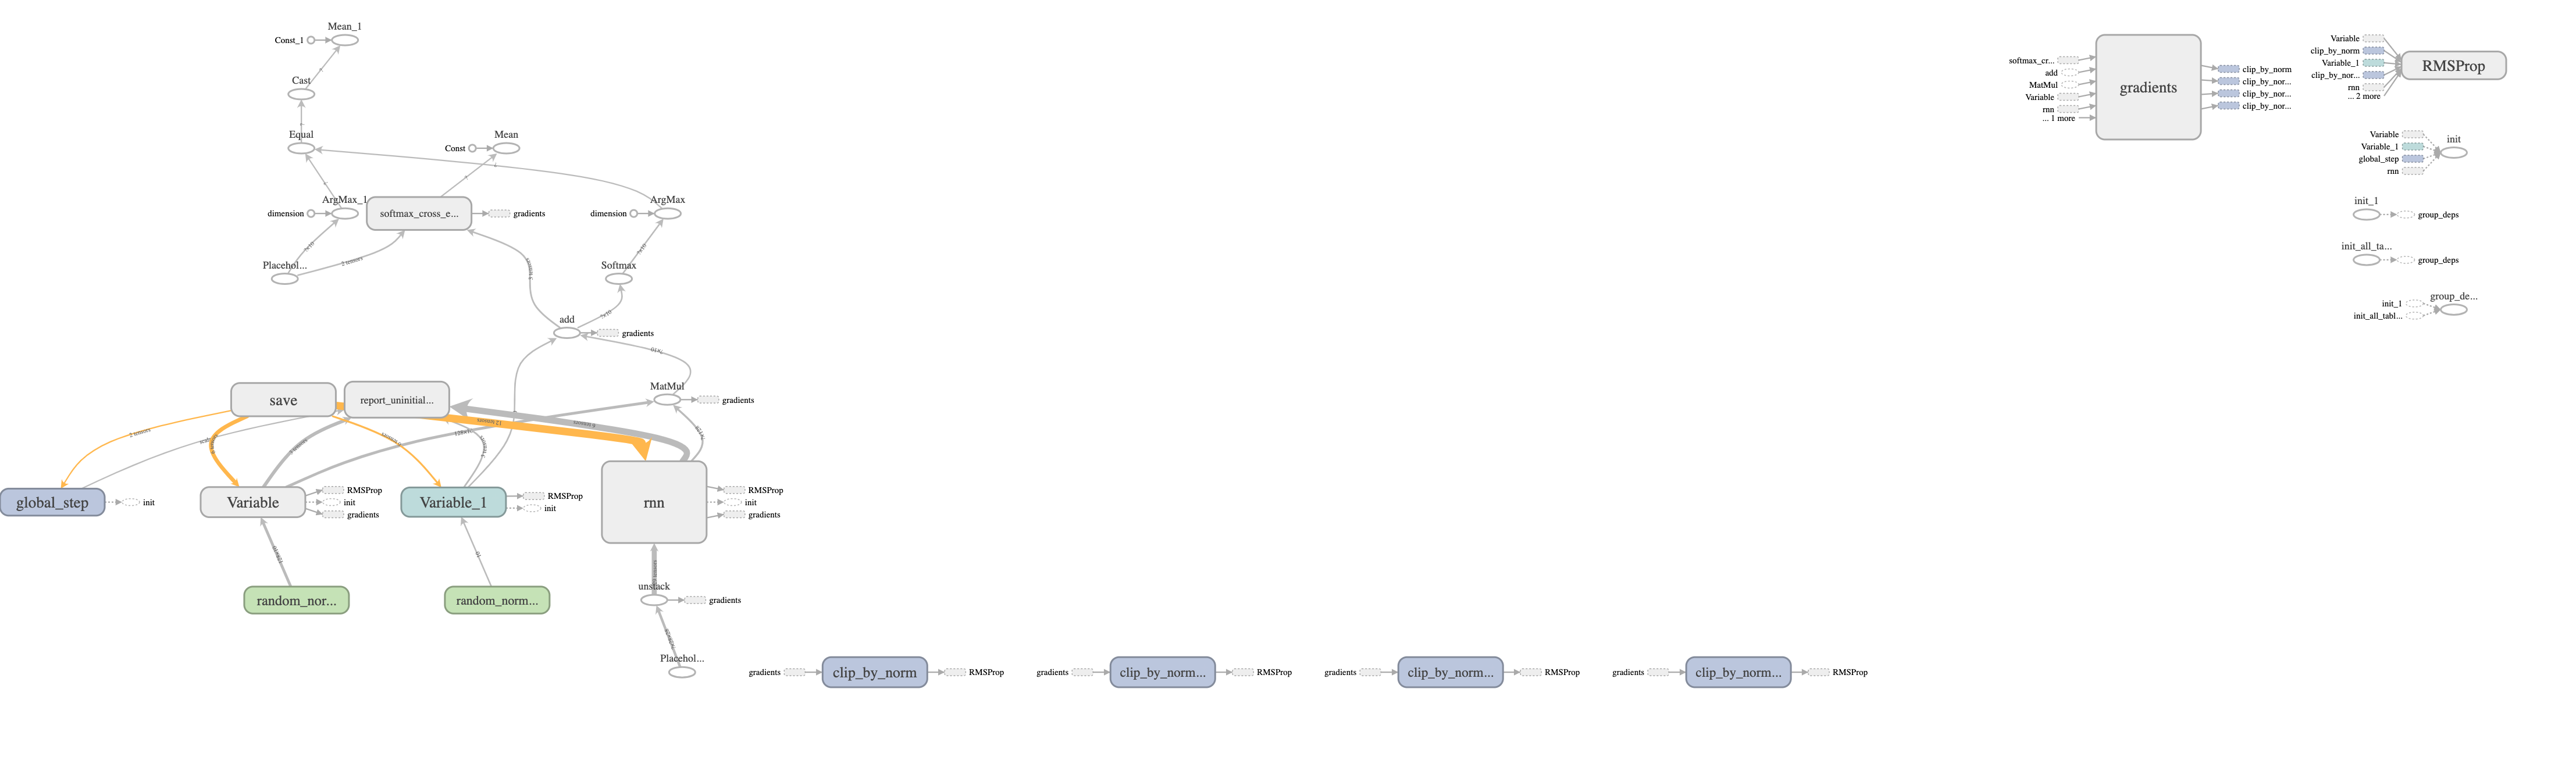 Mean_1
Const_1
Cast
Equal
Mean
Const
ArgMax_1
dimension
softmax_cross_e...
gradients
ArgMax
dimension
Placehol...
2 tensors
Softmax
add
gradients
MatMul
gradients
save
report_uninitial...
2 tensors
global_step
init
Variable
RMSProp
init
gradients
Variable_1
RMSProp
init
rnn
RMSProp
init
gradients
random_nor...
random_norm...
unstack
gradients
Placehol...
gradients
clip_by_norm
RMSProp
gradients
clip_by_norm...
RMSProp
gradients
clip_by_norm...
RMSProp
gradients
clip_by_norm...
RMSProp
softmax_cr...
add
MatMul
Variable
rnn
... 1 more
gradients
clip_by_norm
clip_by_nor...
clip_by_nor...
clip_by_nor...
Variable
clip_by_norm
Variable_1
clip_by_nor...
rnn
... 2 more
RMSProp
Variable
Variable_1
global_step
rnn
init
init_1
group_deps
init_all_ta...
group_deps
init_1
init_all_tabl...
group_de...